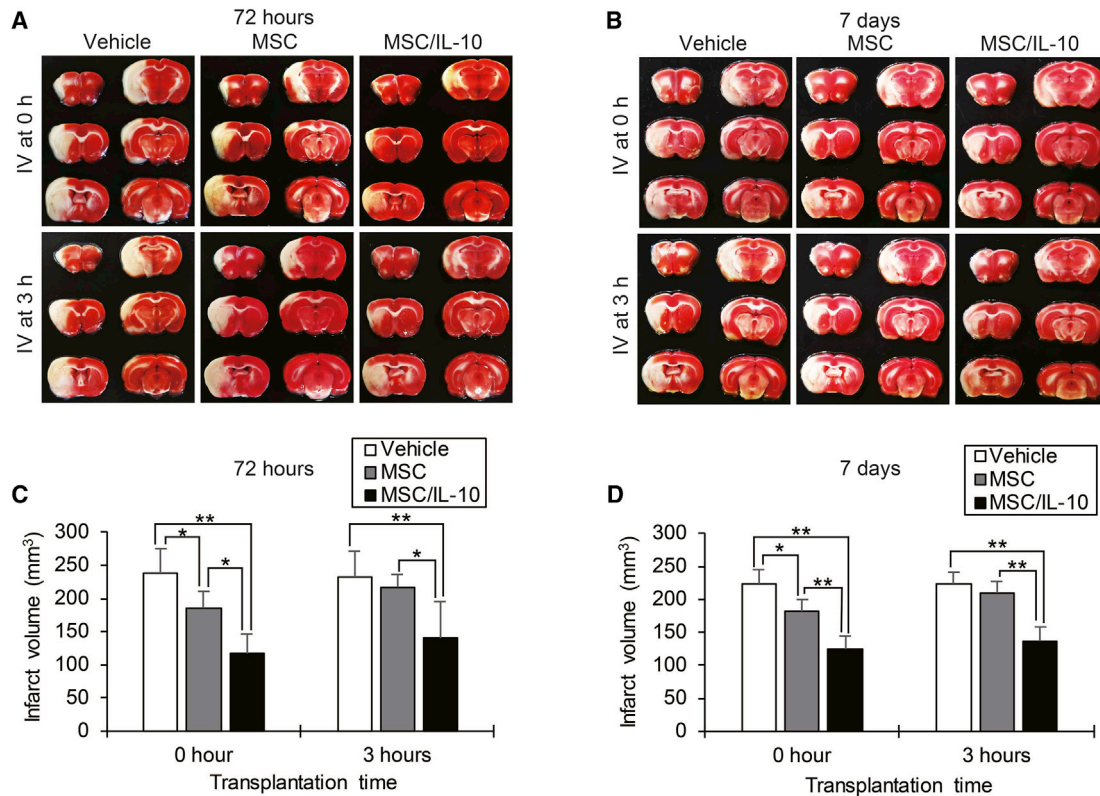 A
72 hours
Vehicle MSC MSC/IL-10
IV at 0 h
IV at 3 h
B
7 days
Vehicle MSC MSC/IL-10
IV at 0 h
IV at 3 h
C
72 hours
Vehicle
MSC
MSC/IL-10
Infarct volume (mm³)
300
250
200
150
100
50
0
** * *
** *
0 hour 3 hours
Transplantation time
D
7 days
Vehicle
MSC
MSC/IL-10
Infarct volume (mm³)
300
250
200
150
100
50
0
** * **
** **
0 hour 3 hours
Transplantation time